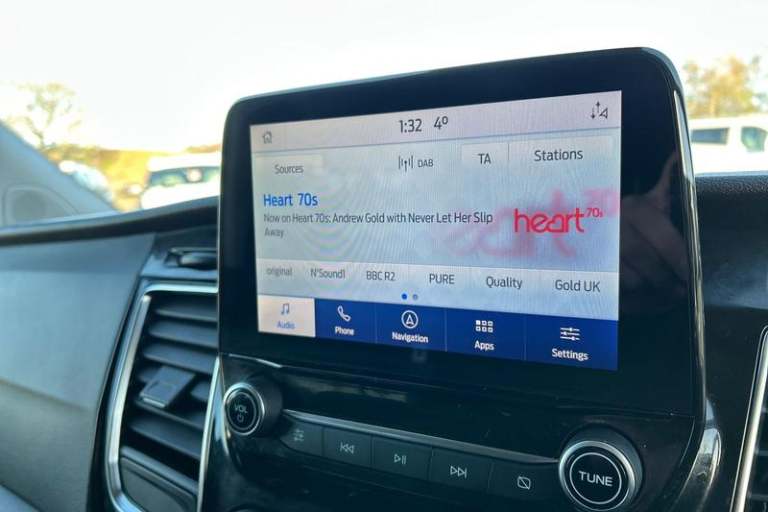 1:32 4°
Sources
DAB
TA
Stations
Heart 70s
Now on Heart 70s: Andrew Gold with Never Let Her Slip
Away
heart 70s
original N'Sound1 BBC R2 PURE Quality Gold UK
Audio Phone Navigation Apps Settings
VOL
TUNE